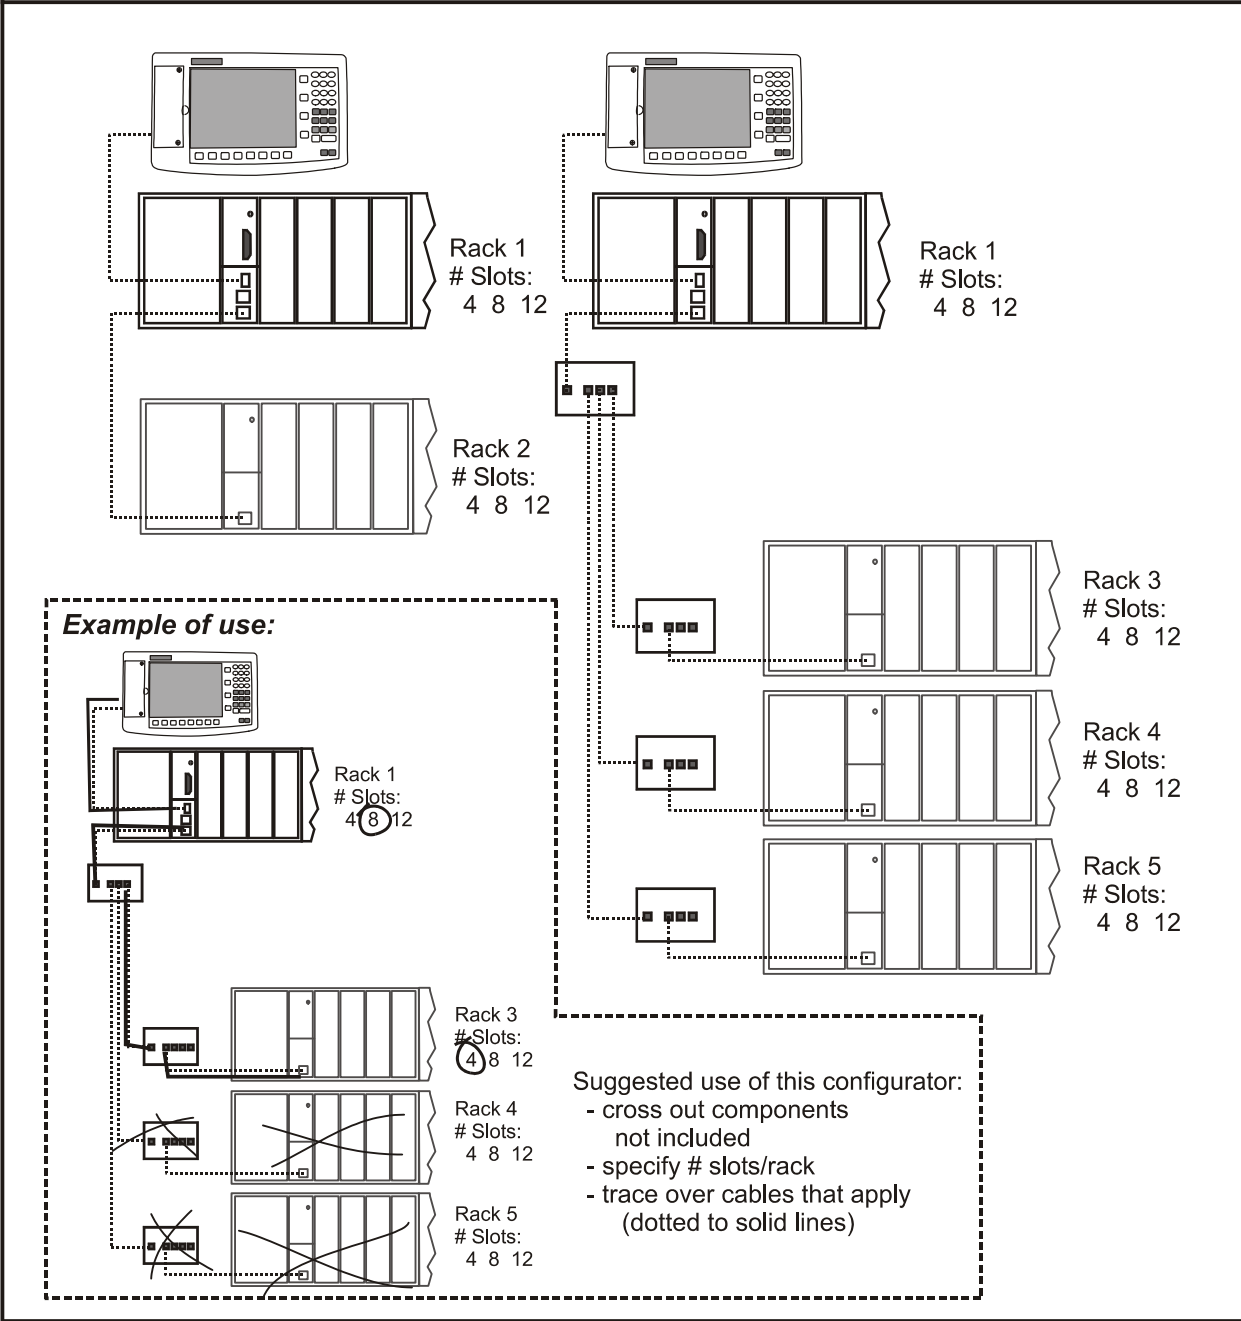 Rack 1
# Slots:
4 8 12
Rack 1
# Slots:
4 8 12
Rack 2
# Slots:
4 8 12
Rack 3
# Slots:
4 8 12
Rack 4
# Slots:
4 8 12
Rack 5
# Slots:
4 8 12
Example of use:
Rack 1
# Slots:
4 8 12
Rack 3
# Slots:
4 8 12
Rack 4
# Slots:
4 8 12
Rack 5
# Slots:
4 8 12
Suggested use of this configurator:
- cross out components
not included
- specify # slots/rack
- trace over cables that apply
(dotted to solid lines)